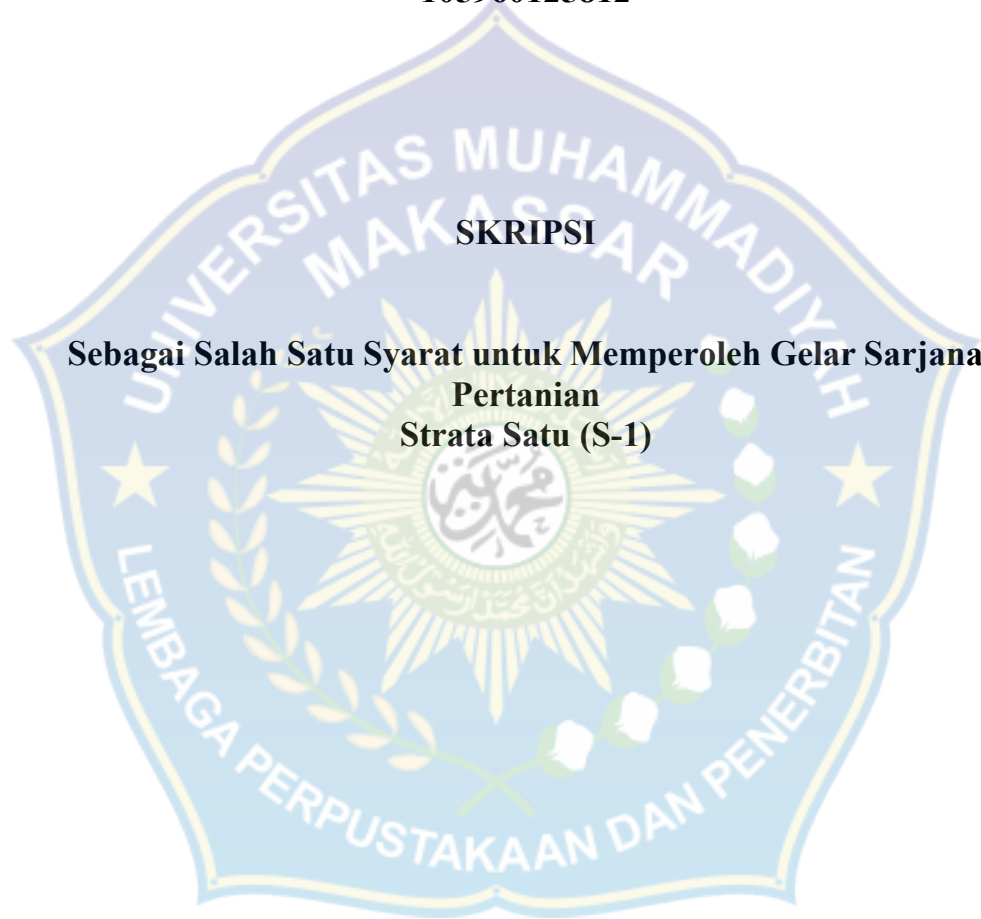 SKRIPSI
Sebagai Salah Satu Syarat untuk Memperoleh Gelar Sarjana
Pertanian
Strata Satu (S-1)
UNIVERSITAS MUHAMMADIYAH
MAKASSAR
LEMBAGA PERPUSTAKAAN DAN PENERBITAN